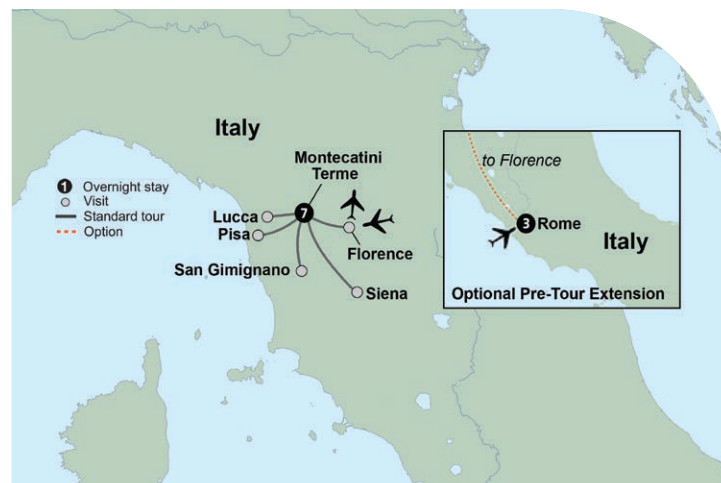 Italy
Montecatini
Terme
1 Overnight stay
Visit
Standard tour
Option
7
Lucca
Pisa
Florence
San Gimignano
Siena
to Florence
3 Rome
Italy
Optional Pre-Tour Extension